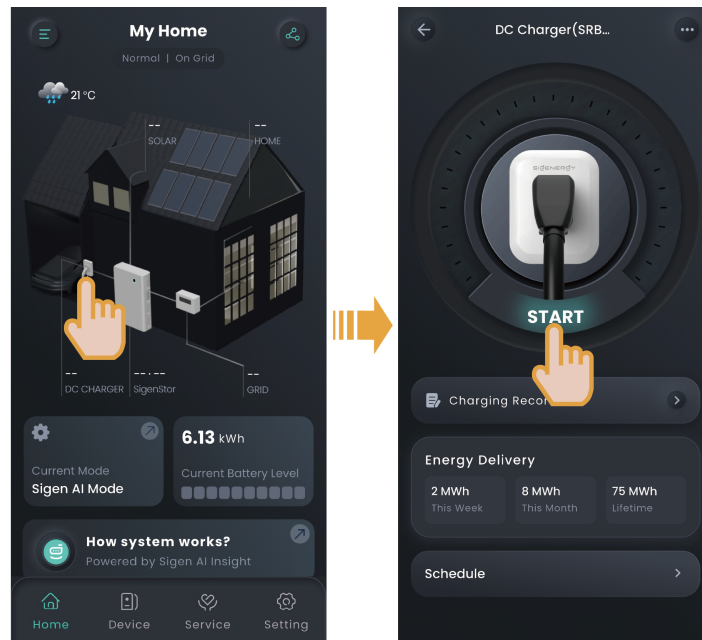 My Home
Normal | On Grid
21 °C
--
SOLAR
--
HOME
--
DC CHARGER
--.--
SigenStor
--
GRID
Current Mode
Sigen AI Mode
6.13 kWh
Current Battery Level
How system works?
Powered by Sigen AI Insight
Home
Device
Service
Setting
DC Charger(SRB...
SIGENERGY
START
Charging Recor
Energy Delivery
2 MWh
This Week
8 MWh
This Month
75 MWh
Lifetime
Schedule